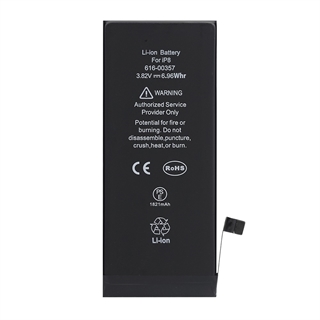 Li-ion Battery
For iP8
616-00357
3.82V⎓6.96Whr
WARNING
Authorized Service
Provider Only
Potential for fire or
burning. Do not
disassemble,puncture,
crush,heat,or burn.
CE RoHS
PSE
1821mAh
Li-ion